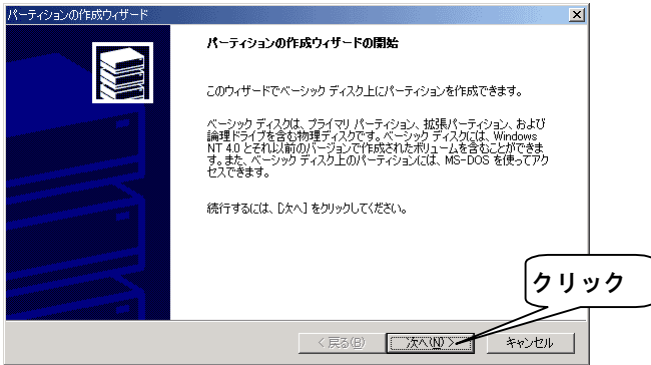 パーティションの作成ウィザード
パーティションの作成ウィザードの開始
このウィザードでベーシック ディスク上にパーティションを作成できます。
ベーシック ディスクは、プライマリ パーティション、拡張パーティション、および
論理ドライブを含む物理ディスクです。ベーシック ディスクには、Windows
NT 4.0 とそれ以前のバージョンで作成されたボリュームを含むことができま
す。また、ベーシック ディスク上のパーティションには、MS-DOS を使ってアク
セスできます。
続行するには、[次へ] をクリックしてください。
クリック
< 戻る(B) 次へ(N) > キャンセル